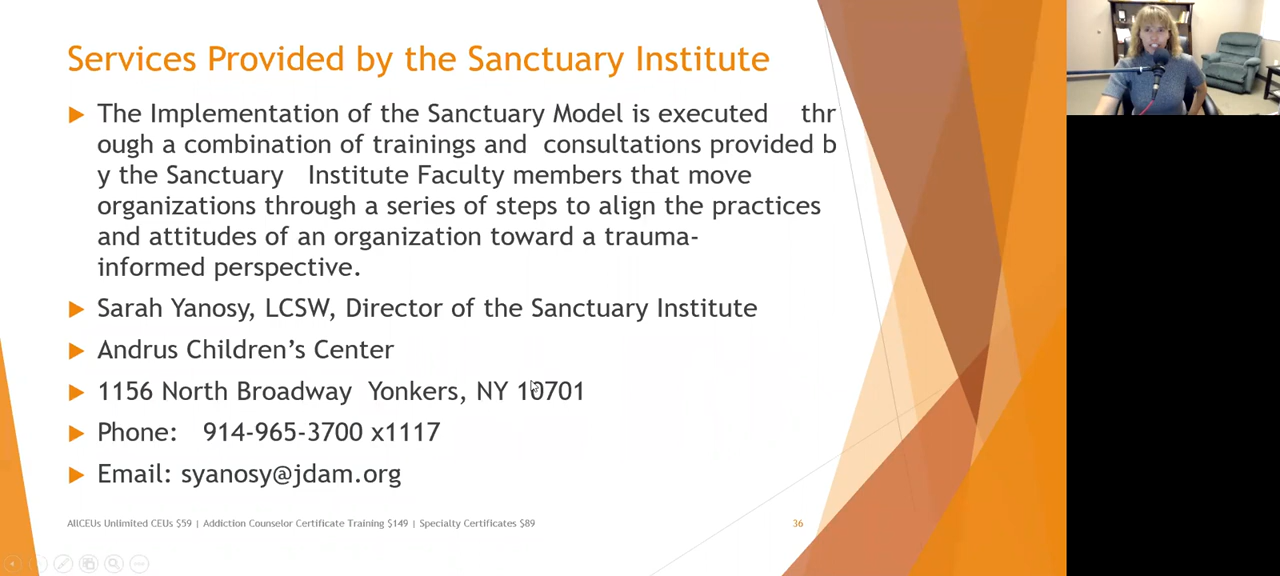 Services Provided by the Sanctuary Institute
The Implementation of the Sanctuary Model is executed thr
ough a combination of trainings and consultations provided b
y the Sanctuary Institute Faculty members that move
organizations through a series of steps to align the practices
and attitudes of an organization toward a trauma-
informed perspective.
Sarah Yanosy, LCSW, Director of the Sanctuary Institute
Andrus Children's Center
1156 North Broadway Yonkers, NY 10701
Phone: 914-965-3700 x1117
Email: syanosy@jdam.org
AllCEUs Unlimited CEUs $59 | Addiction Counselor Certificate Training $149 | Specialty Certificates $89
36